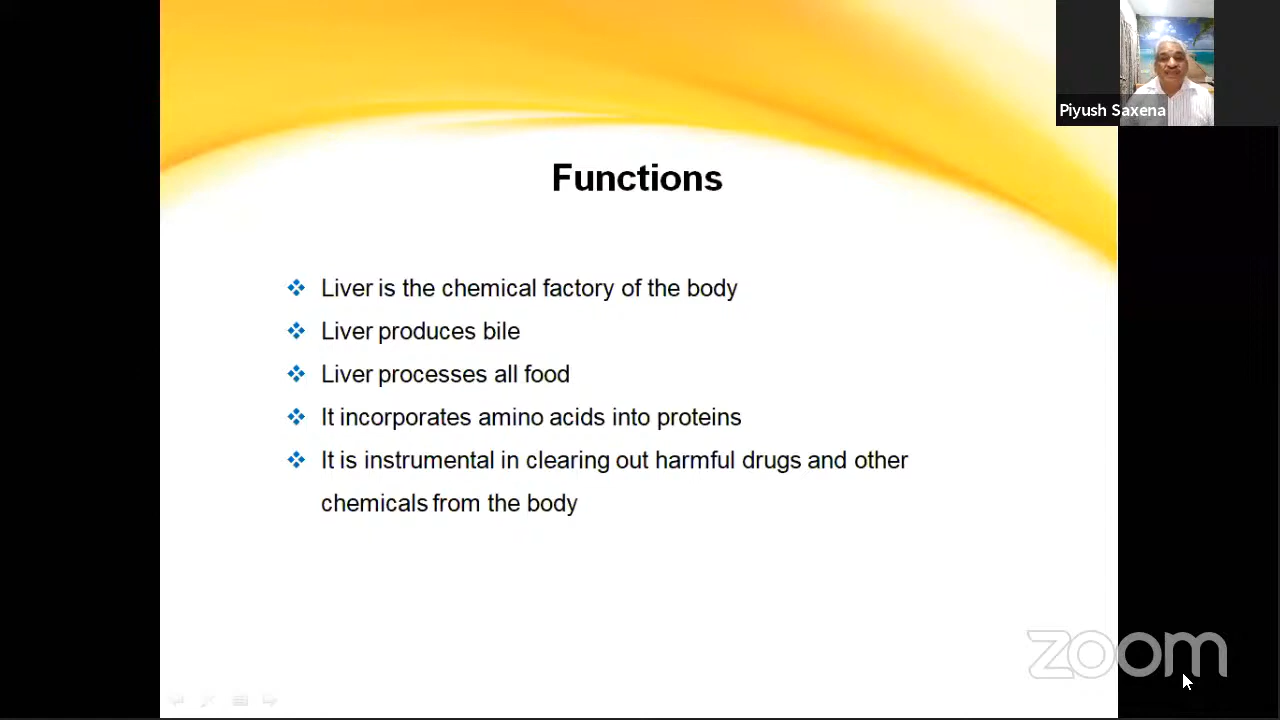 Piyush Saxena
Functions
Liver is the chemical factory of the body
Liver produces bile
Liver processes all food
It incorporates amino acids into proteins
It is instrumental in clearing out harmful drugs and other
chemicals from the body
zoom